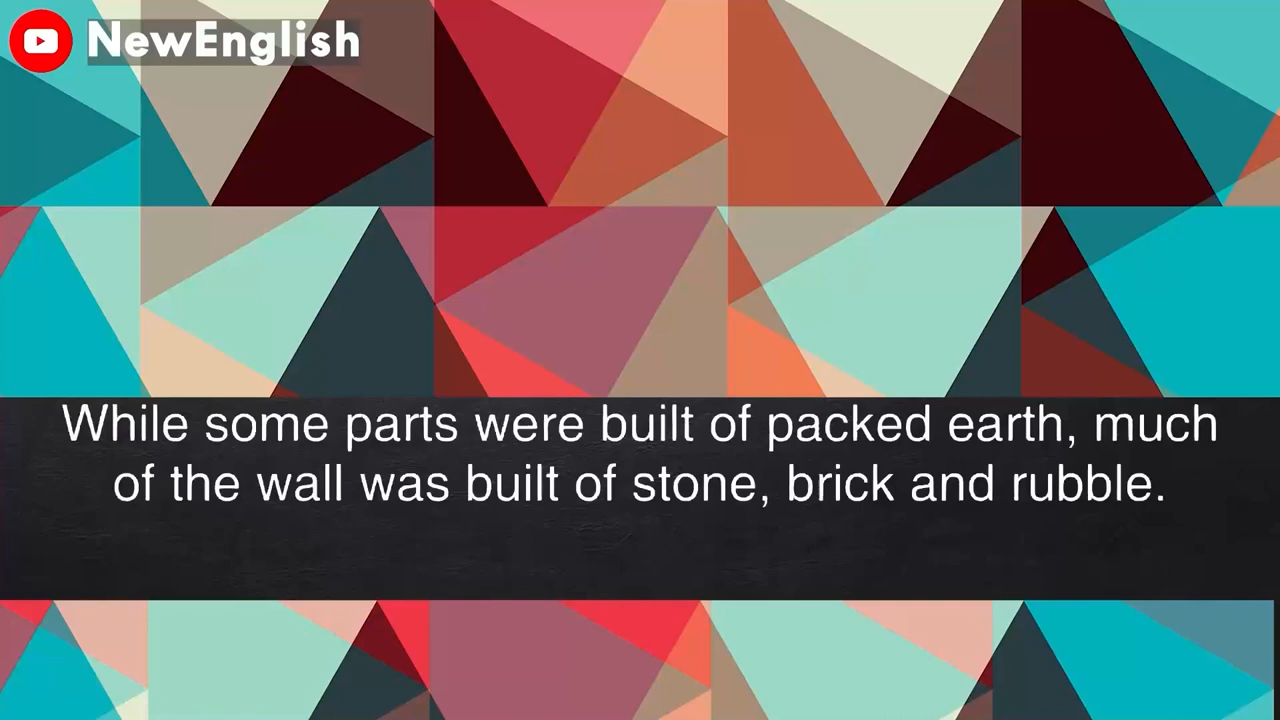 NewEnglish
While some parts were built of packed earth, much
of the wall was built of stone, brick and rubble.